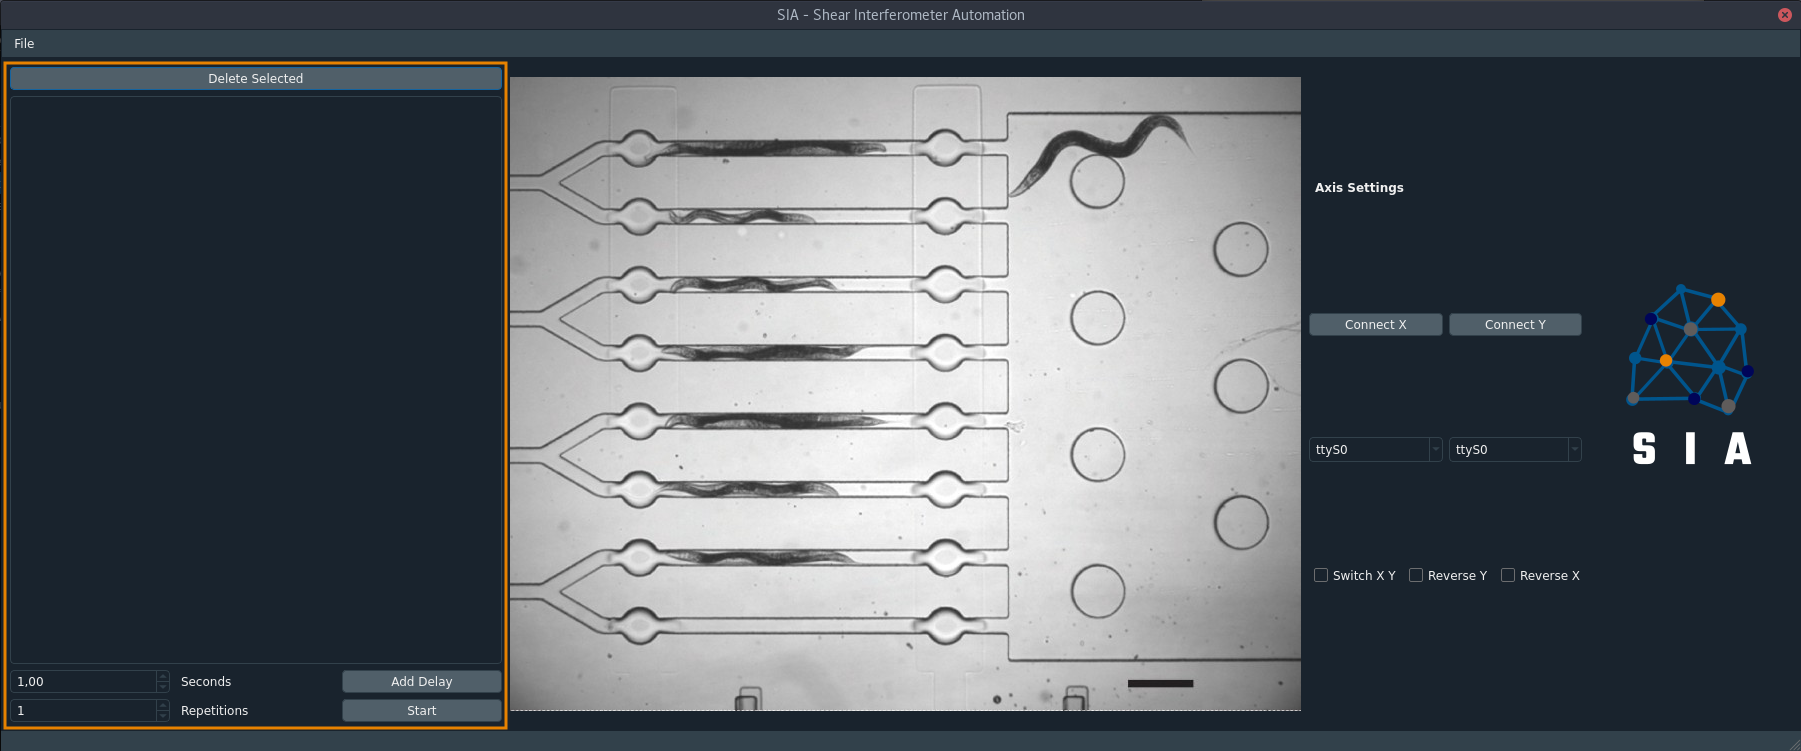 SIA - Shear Interferometer Automation
File
Delete Selected
1,00 Seconds Add Delay
1 Repetitions Start
Axis Settings
Connect X Connect Y
ttyS0 ttyS0
Switch X Y Reverse Y Reverse X
S I A